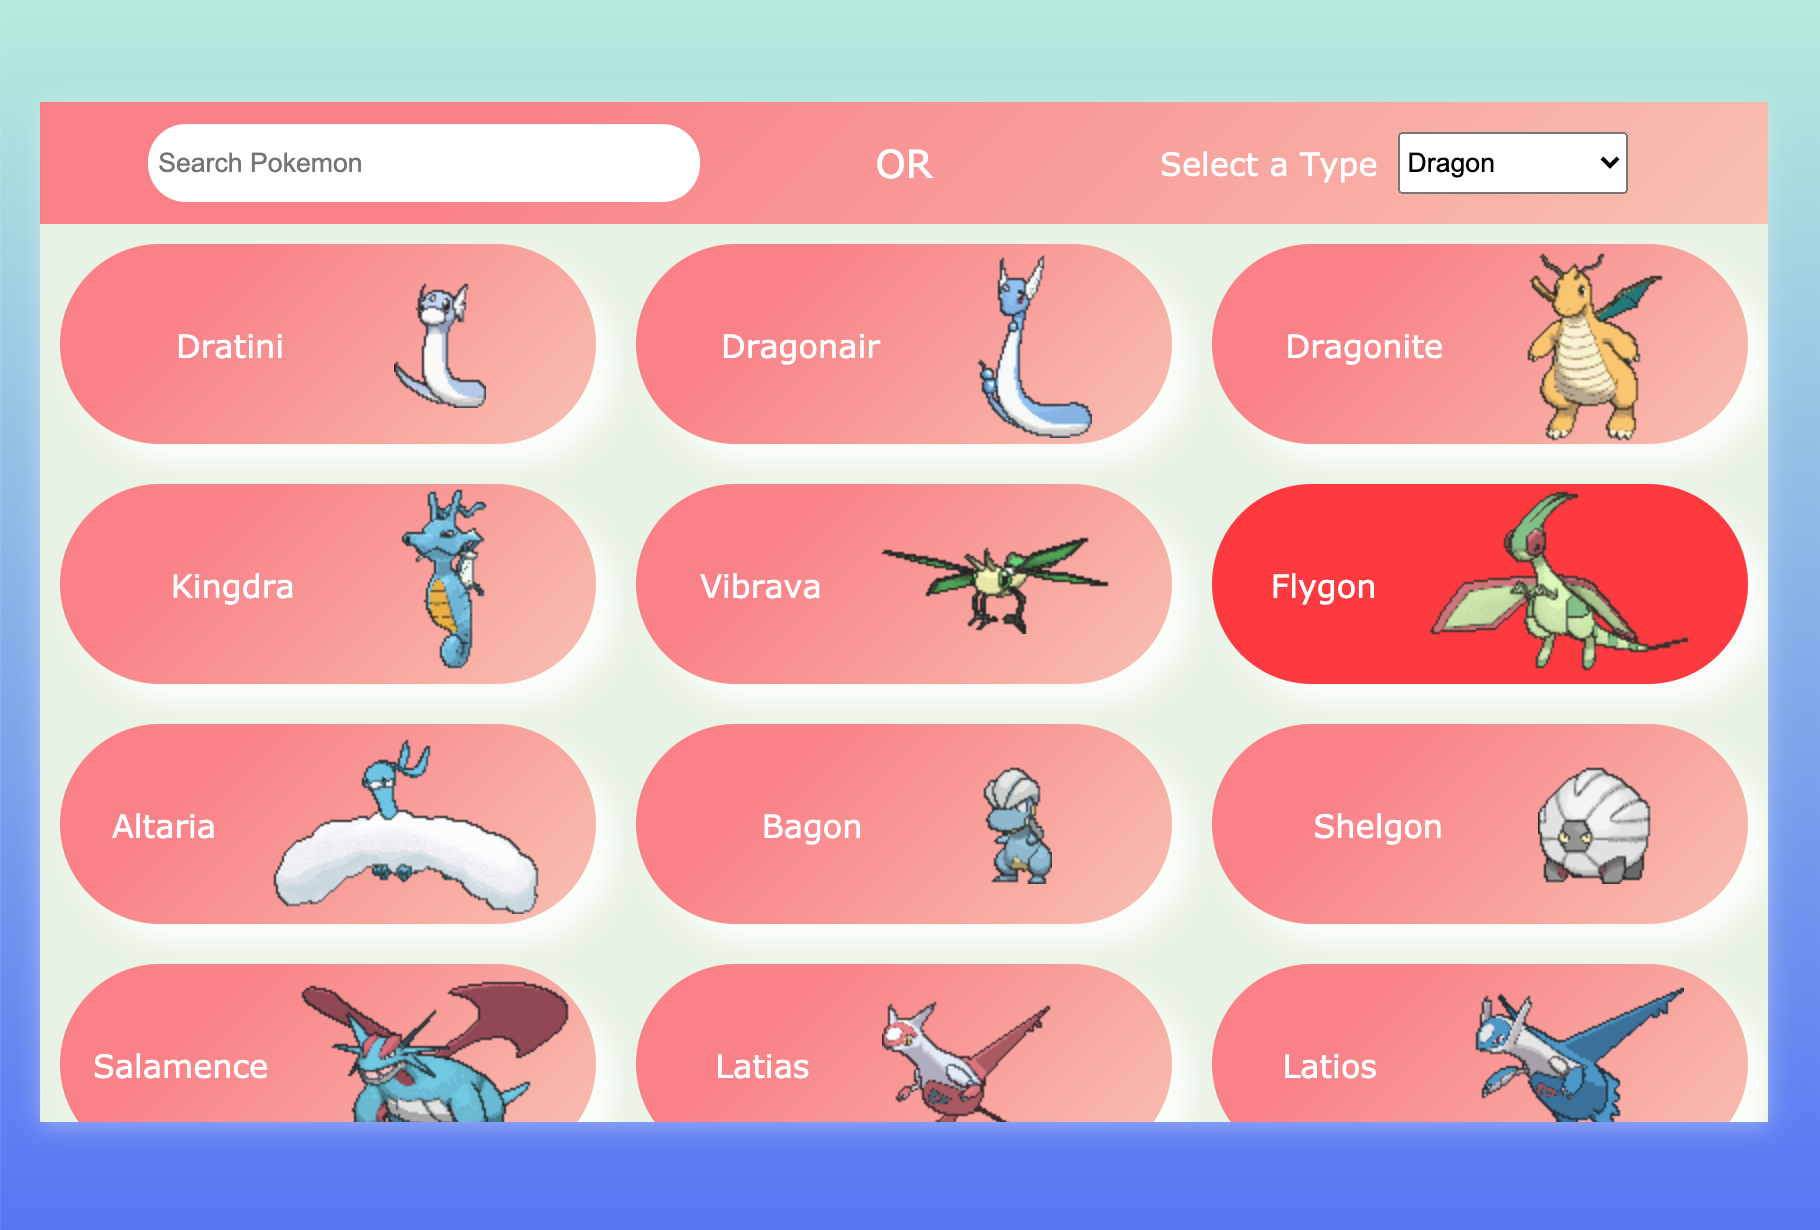 Search Pokemon
OR
Select a Type
Dragon
Dratini
Dragonair
Dragonite
Kingdra
Vibrava
Flygon
Altaria
Bagon
Shelgon
Salamence
Latias
Latios